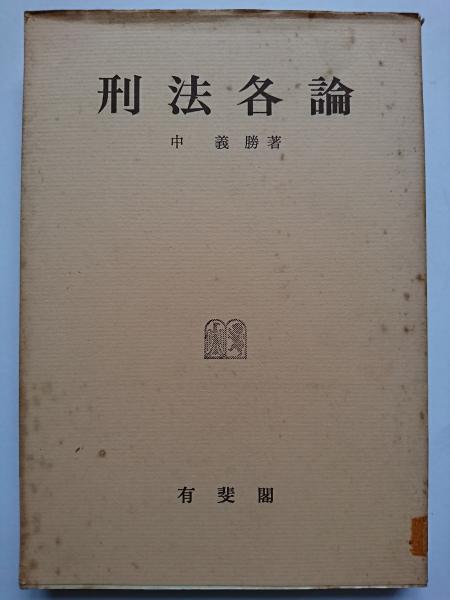 刑法各論
中 義勝著
有斐閣